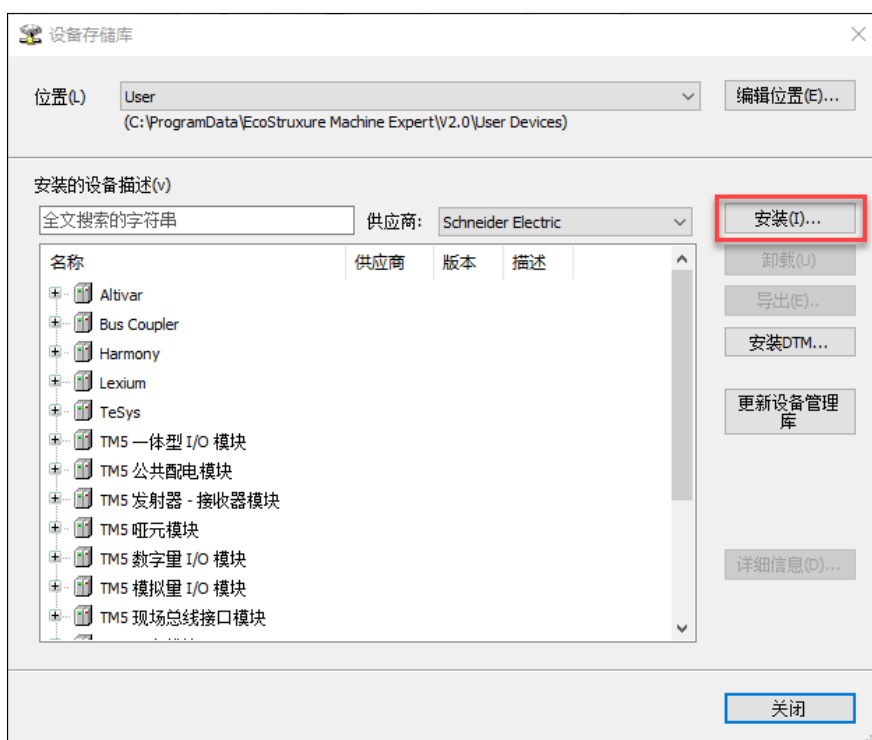 设备存储库
位置(L)
User
编辑位置(E)...
(C:\ProgramData\EcoStruxure Machine Expert\V2.0\User Devices)
安装的设备描述(v)
全文搜索的字符串
供应商:
Schneider Electric
安装(I)...
名称
供应商
版本
描述
卸载(U)
Altivar
导出(E)..
Bus Coupler
Harmony
安装DTM...
Lexium
TeSys
更新设备管理
库
TM5 一体型 I/O 模块
TM5 公共配电模块
TM5 发射器 - 接收器模块
TM5 哑元模块
TM5 数字量 I/O 模块
详细信息(D)...
TM5 模拟量 I/O 模块
TM5 现场总线接口模块
关闭